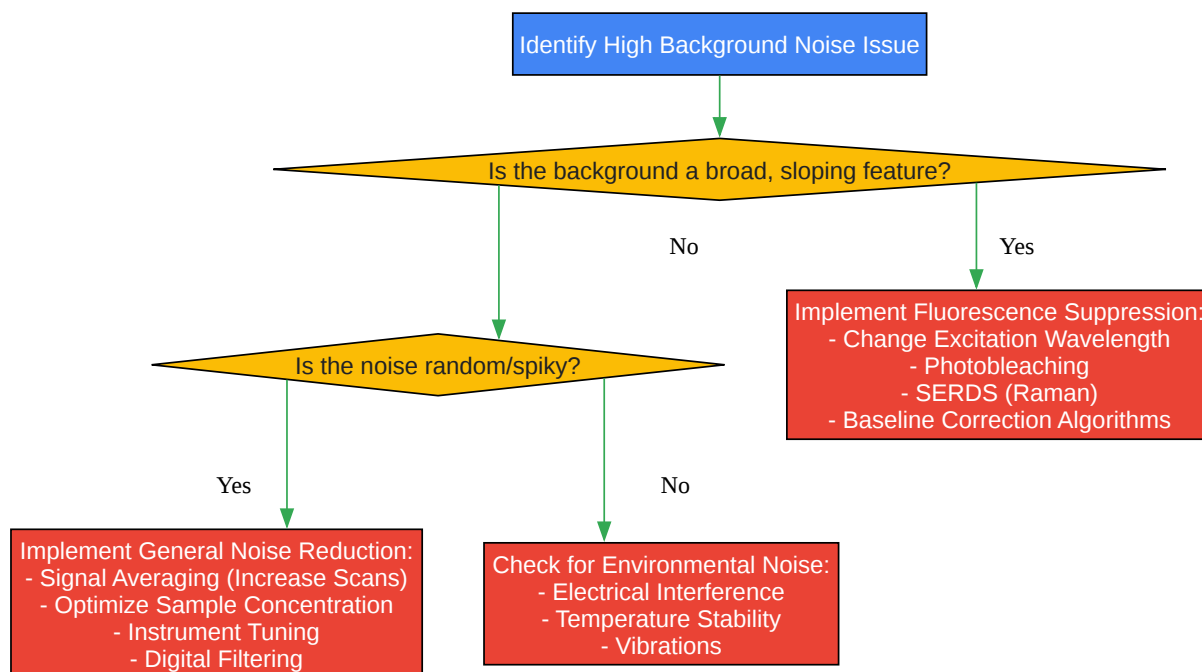 Identify High Background Noise Issue
Is the background a broad, sloping feature?
No
Yes
Implement Fluorescence Suppression:
- Change Excitation Wavelength
- Photobleaching
- SERDS (Raman)
- Baseline Correction Algorithms
Is the noise random/spiky?
Yes
No
Implement General Noise Reduction:
- Signal Averaging (Increase Scans)
- Optimize Sample Concentration
- Instrument Tuning
- Digital Filtering
Check for Environmental Noise:
- Electrical Interference
- Temperature Stability
- Vibrations